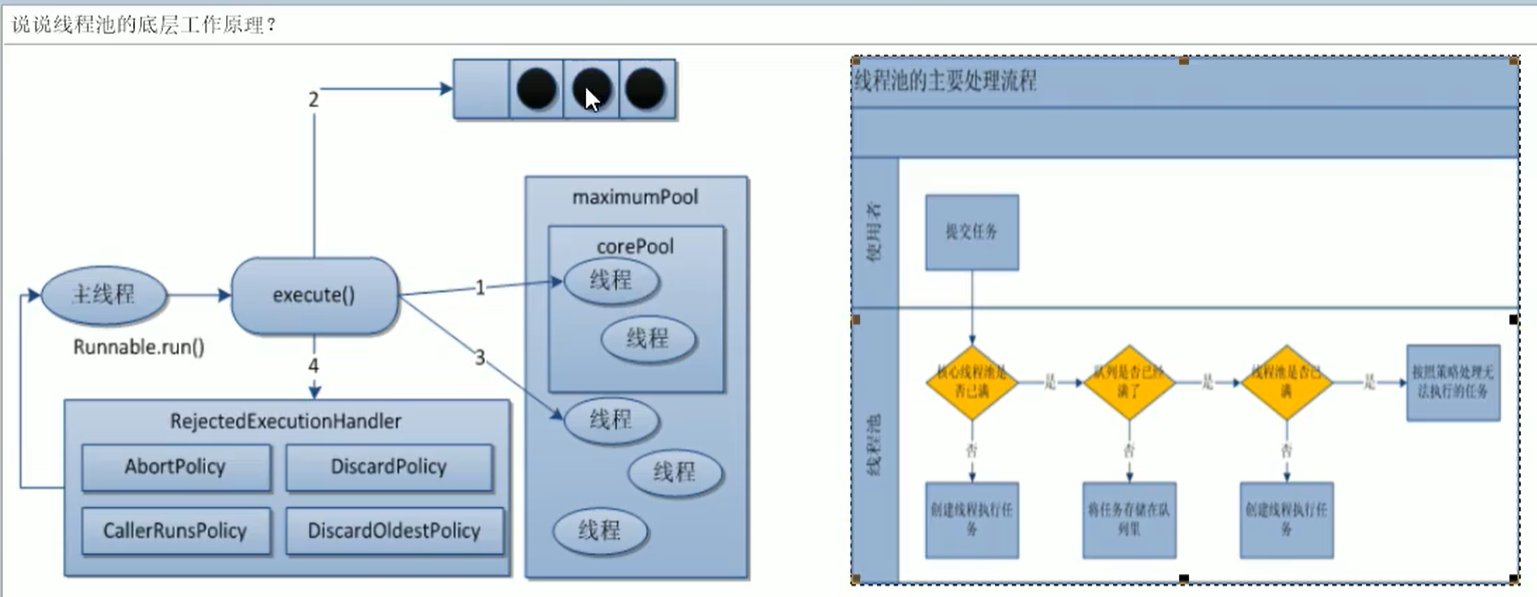 说说线程池的底层工作原理？
2
maximumPool
corePool
线程
线程
1
主线程
execute()
Runnable.run()
3
4
线程
线程
线程
RejectedExecutionHandler
AbortPolicy
DiscardPolicy
CallerRunsPolicy
DiscardOldestPolicy
线程池的主要处理流程
使用者
提交任务
线程池
核心线程池是
否已满
是
队列是否已经
满了
是
线程池是否已
满
是
按照策略处理无
法执行的任务
否
否
否
创建线程执行任
务
将任务存储在队
列里
创建线程执行任
务